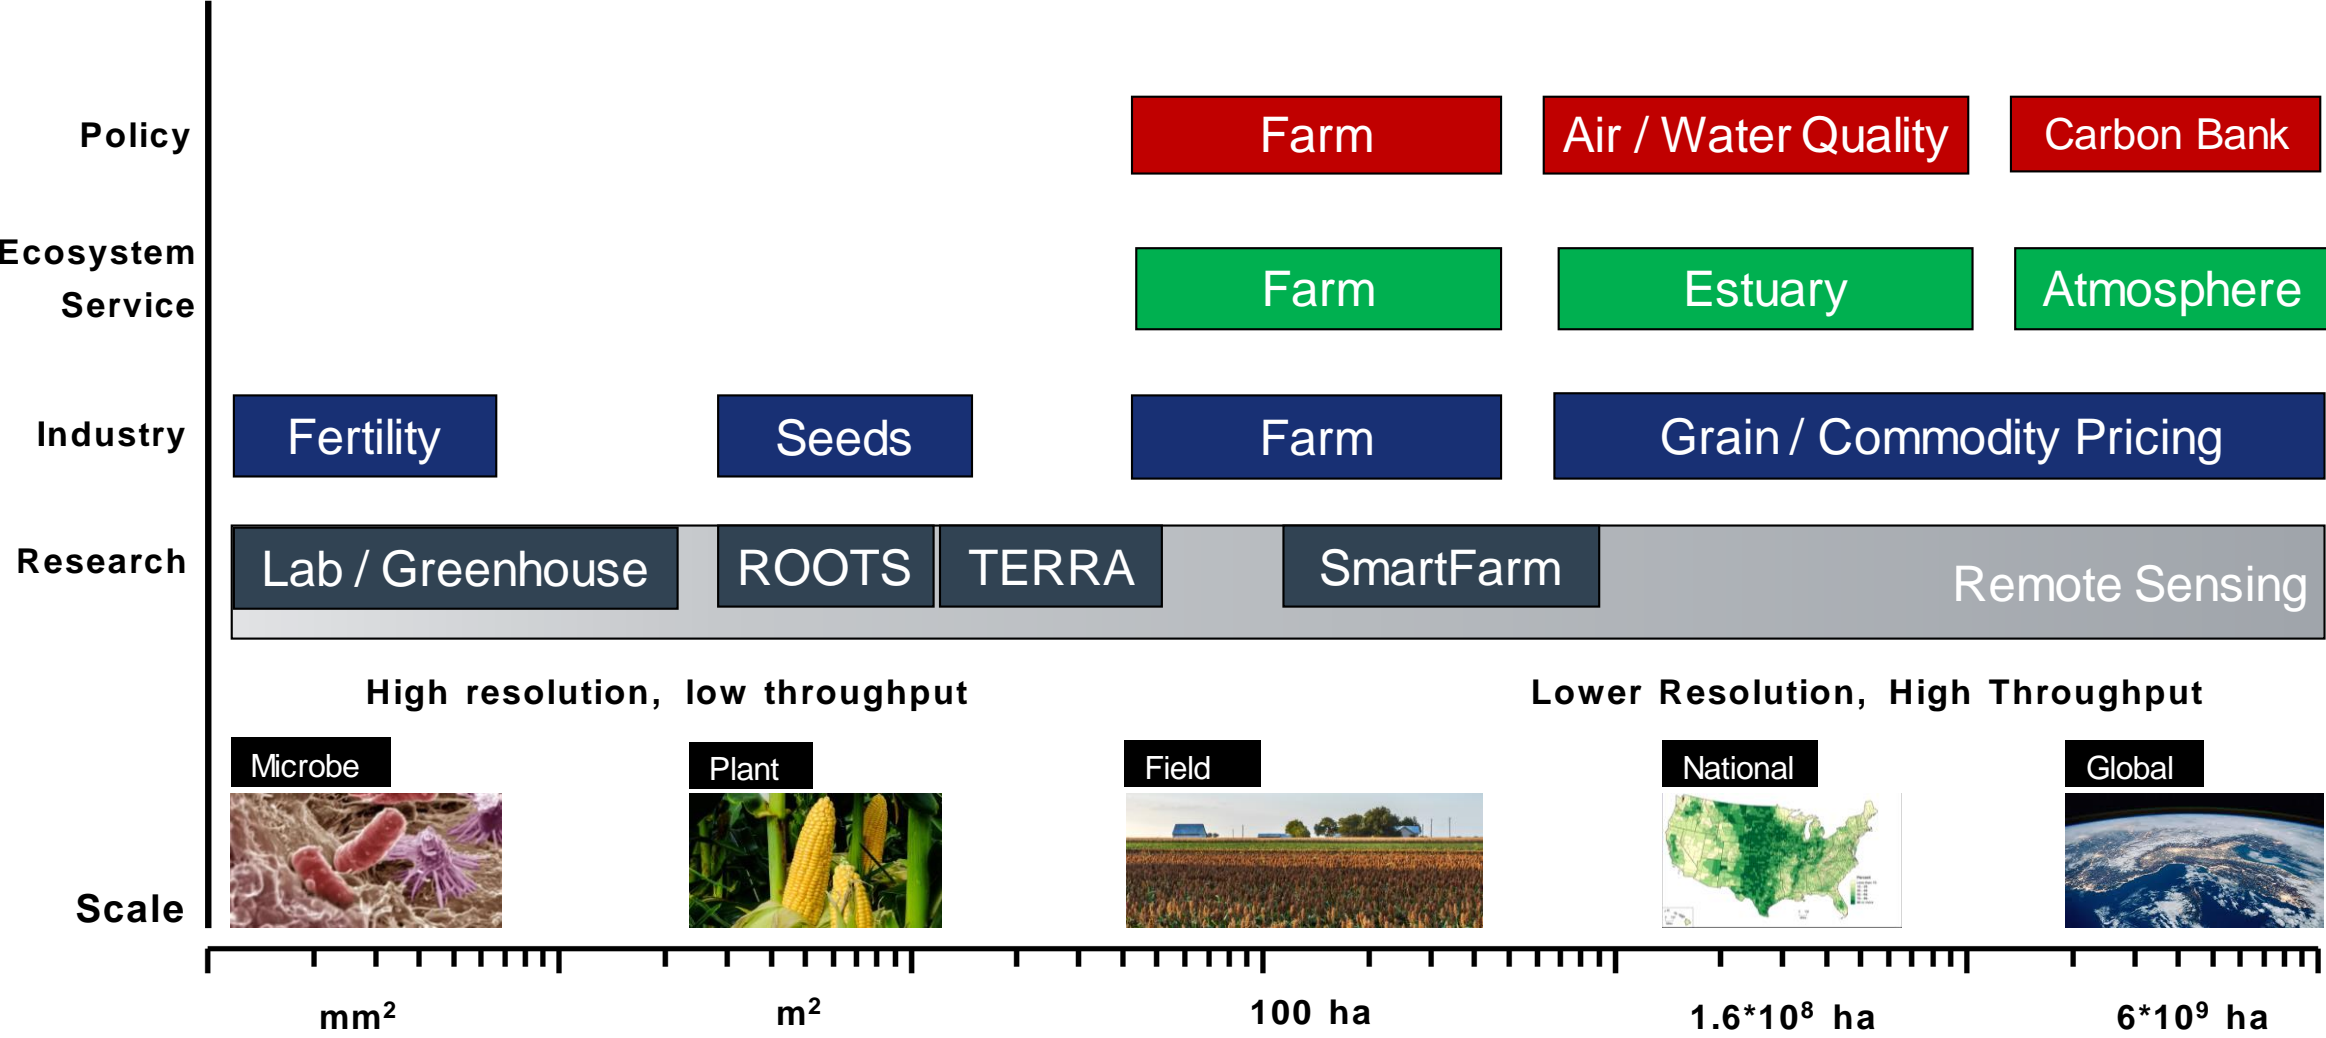 Policy
Farm
Air / Water Quality
Carbon Bank
Ecosystem
Service
Farm
Estuary
Atmosphere
Industry
Fertility
Seeds
Farm
Grain / Commodity Pricing
Research
Lab / Greenhouse
ROOTS
TERRA
SmartFarm
Remote Sensing
High resolution, low throughput
Lower Resolution, High Throughput
Microbe
Plant
Field
National
Global
Scale
mm²
m²
100 ha
1.6*10⁸ ha
6*10⁹ ha